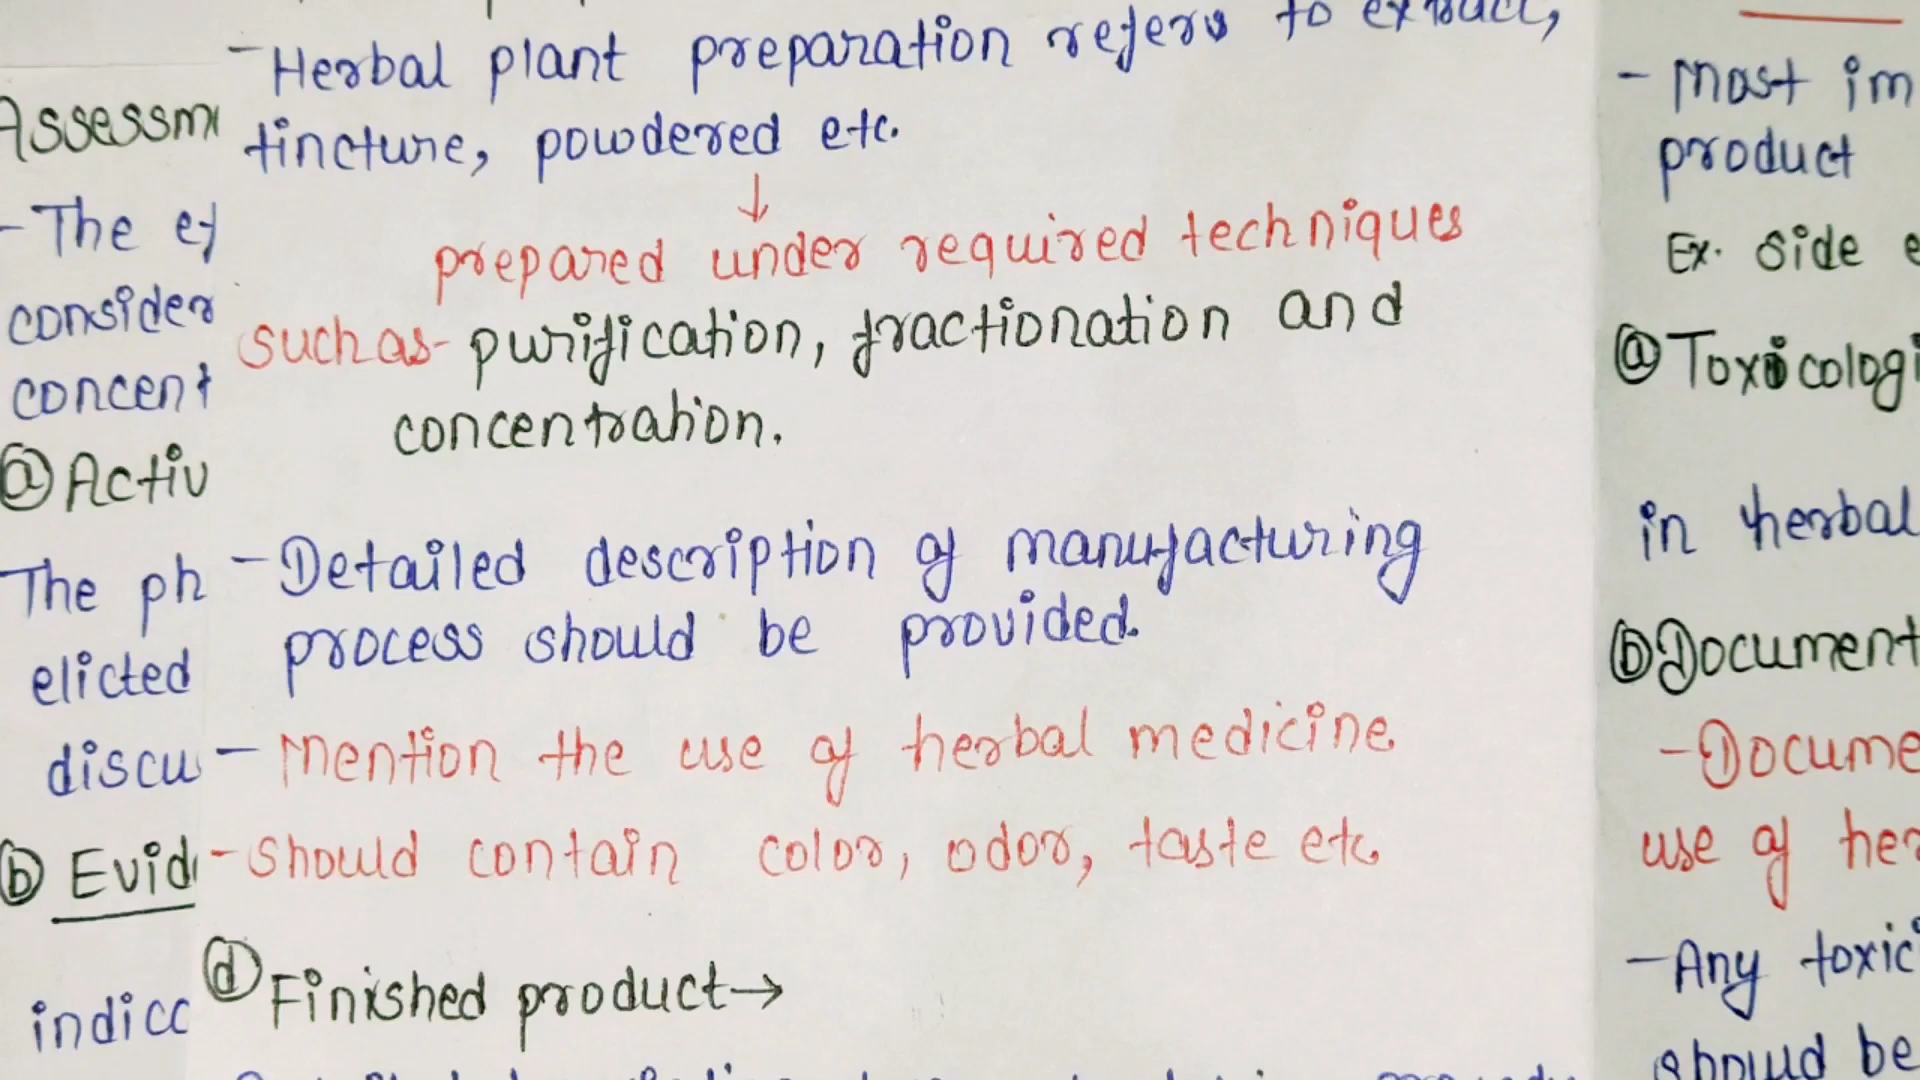 Assessm
- The ef
consider
concent
ⓐ Activ
The ph
elicted
discu
ⓑ Evid
indicc
- Herbal plant preparation refers to extract,
tincture, powdered etc.
↓
prepared under required techniques
such as - purification, fractionation and
concentration.
- Detailed description of manufacturing
process should be provided.
- Mention the use of herbal medicine
- should contain color, odor, taste etc
ⓓ Finished product →
- Most im
product
Ex. Side e
ⓐ Toxicologi
in herbal
ⓑ Document
- Docume
use of her
- Any toxic
should be